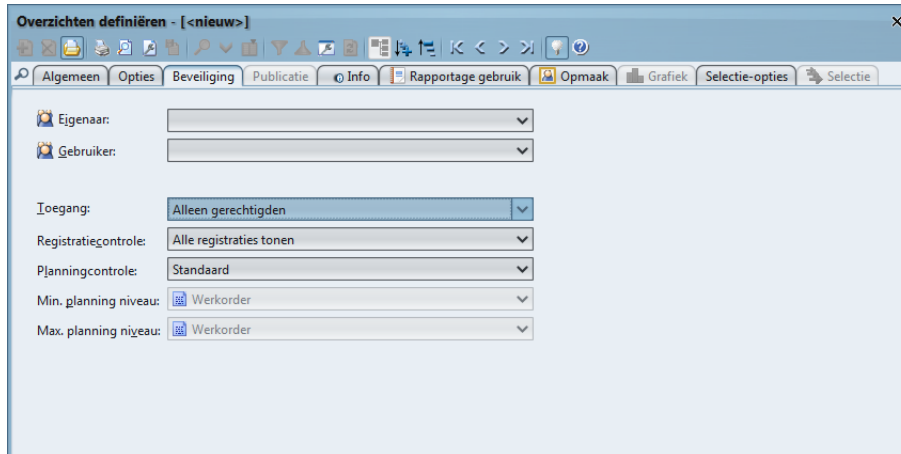 Overzichten definiëren - [<nieuw>]
Algemeen Opties Beveiliging Publicatie Info Rapportage gebruik Opmaak Grafiek Selectie-opties Selectie
Eigenaar:
Gebruiker:
Toegang: Alleen gerechtigden
Registratiecontrole: Alle registraties tonen
Planningcontrole: Standaard
Min. planning niveau: Werkorder
Max. planning niveau: Werkorder